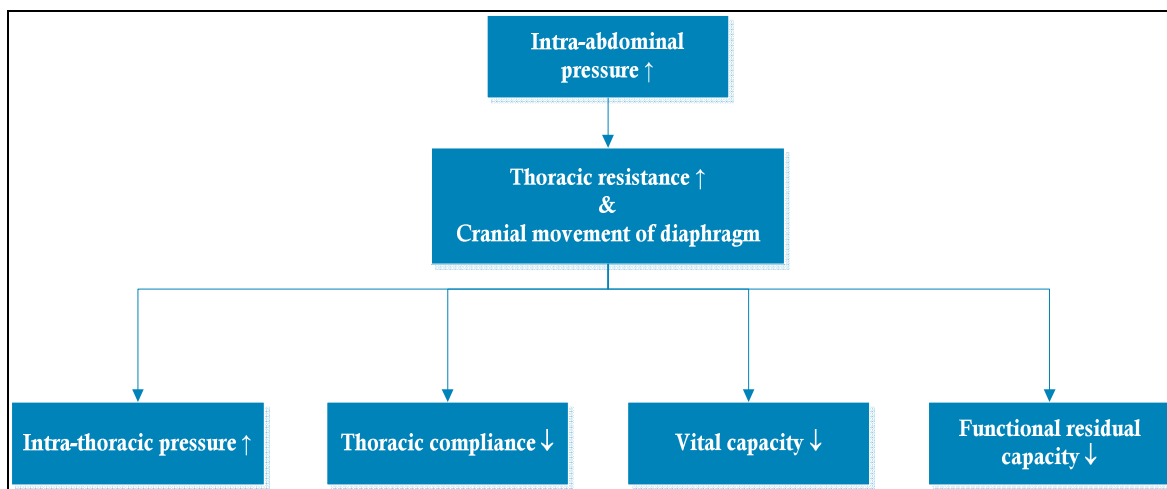 Intra-abdominal
pressure ↑
Thoracic resistance ↑
&
Cranial movement of diaphragm
Intra-thoracic pressure ↑
Thoracic compliance ↓
Vital capacity ↓
Functional residual
capacity ↓